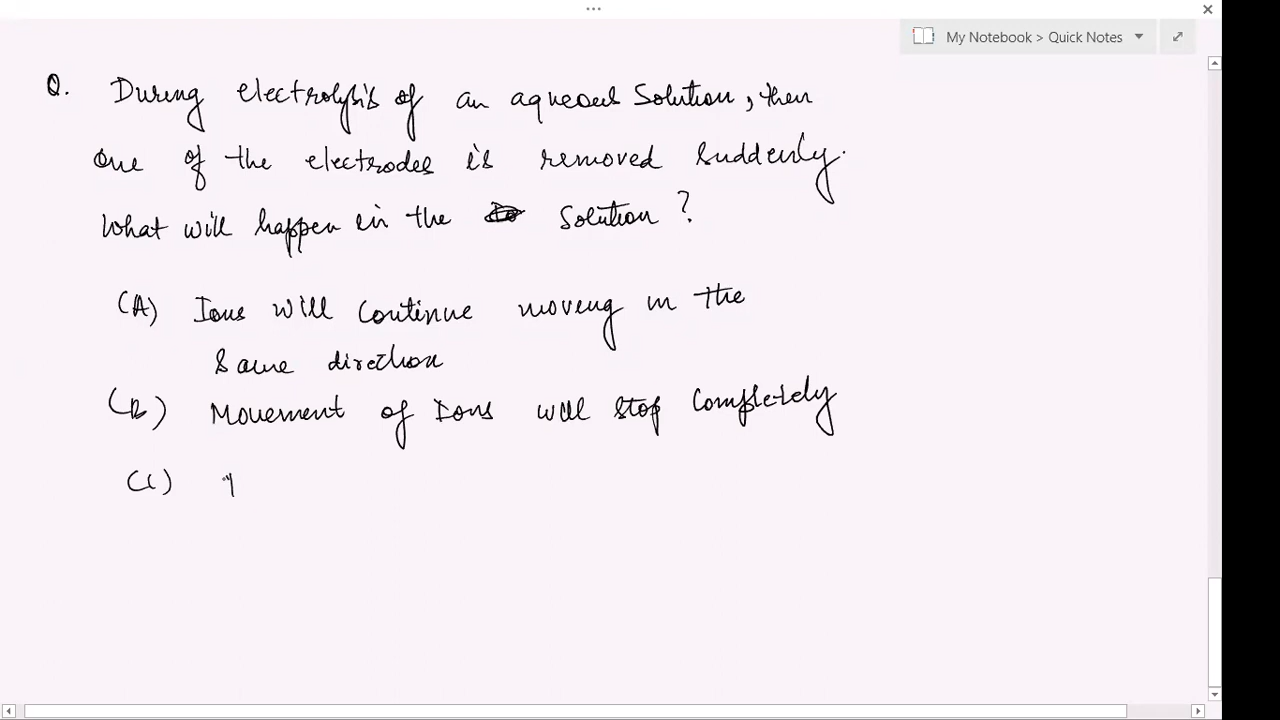 ...
My Notebook > Quick Notes
Q. During electrolysis of an aqueous solution, then
one of the electrodes is removed suddenly.
What will happen in the solution?
(A) Ions will continue moving in the
same direction
(B) Movement of Ions will stop completely
(C)